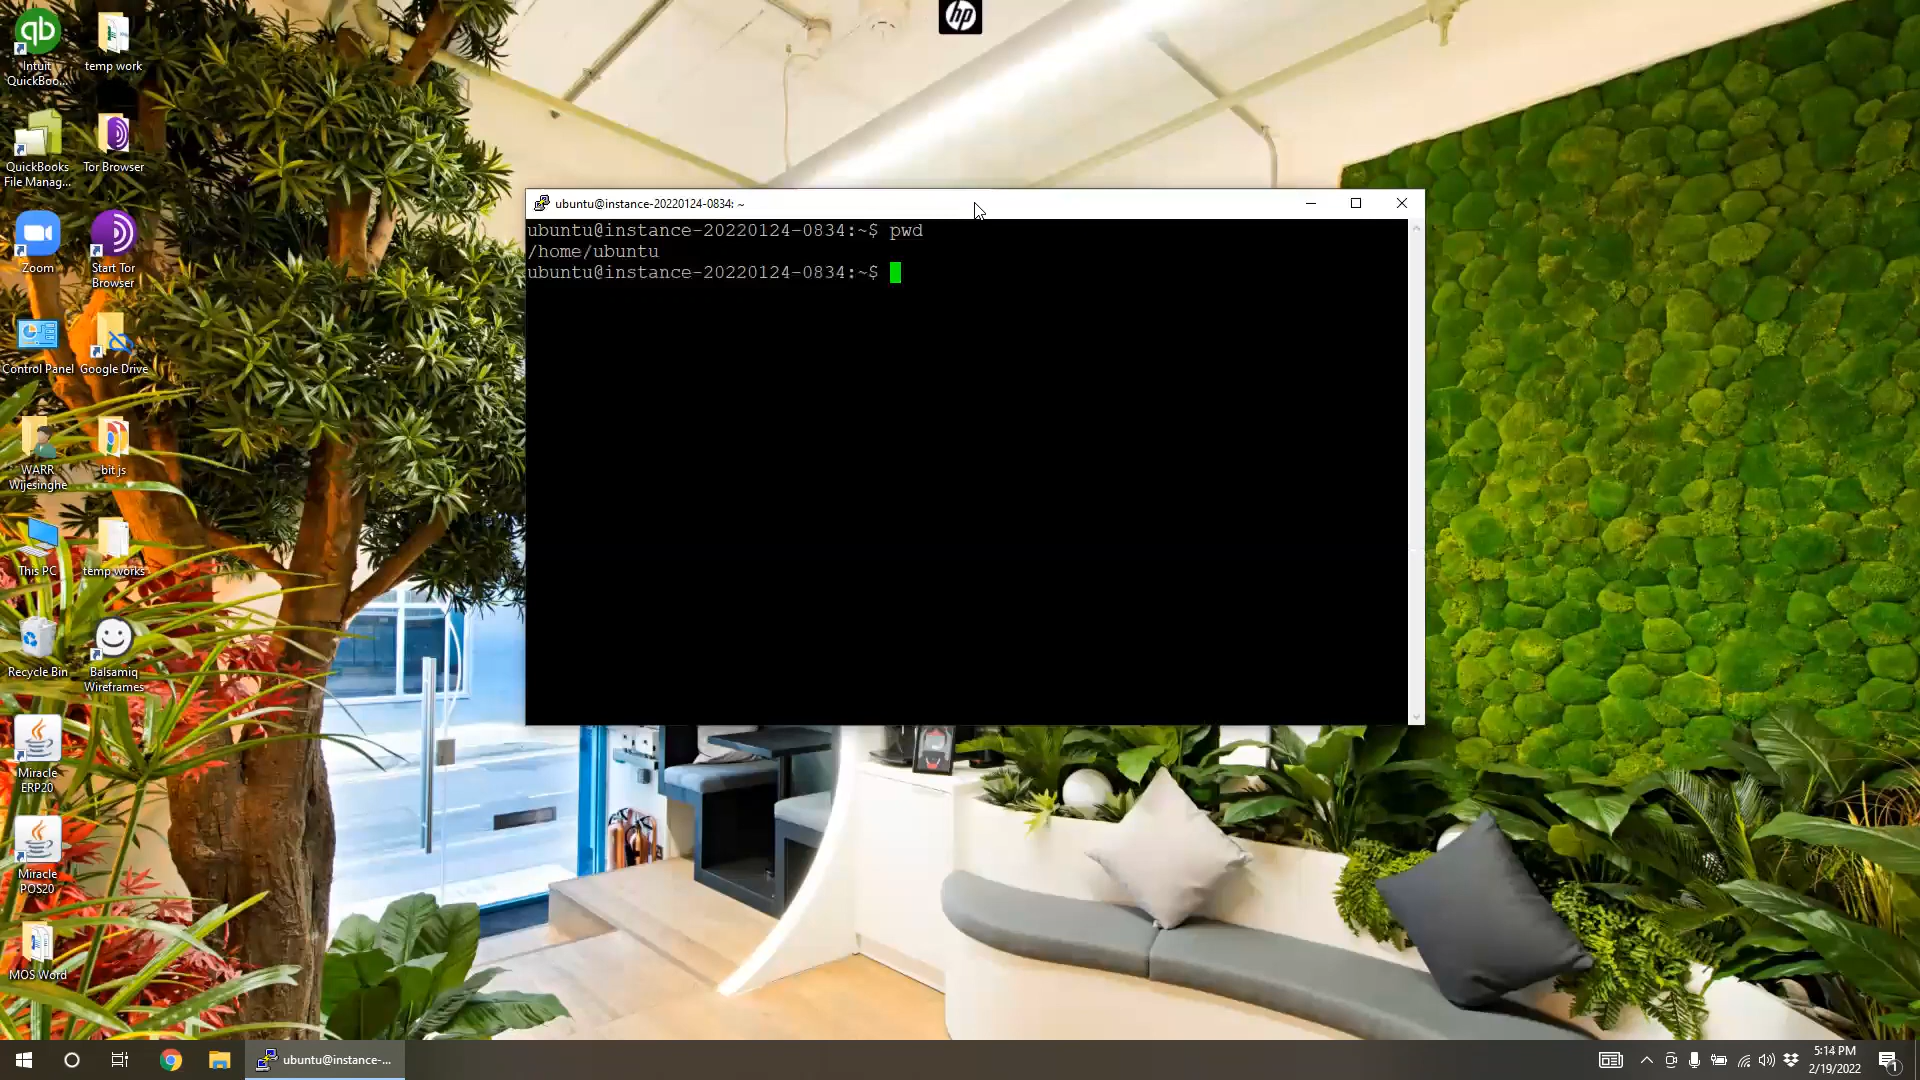 Intuit
QuickBoo...
temp work
QuickBooks
File Manag...
Tor Browser
Zoom
Start Tor
Browser
Control Panel
Google Drive
WARR
Wijesinghe
bit js
This PC
temp works
Recycle Bin
Balsamiq
Wireframes
Miracle
ERP20
Miracle
POS20
MOS Word
hp
ubuntu@instance-20220124-0834: ~
ubuntu@instance-20220124-0834:~$ pwd
/home/ubuntu
ubuntu@instance-20220124-0834:~$
ubuntu@instance-...
5:14 PM
2/19/2022
1